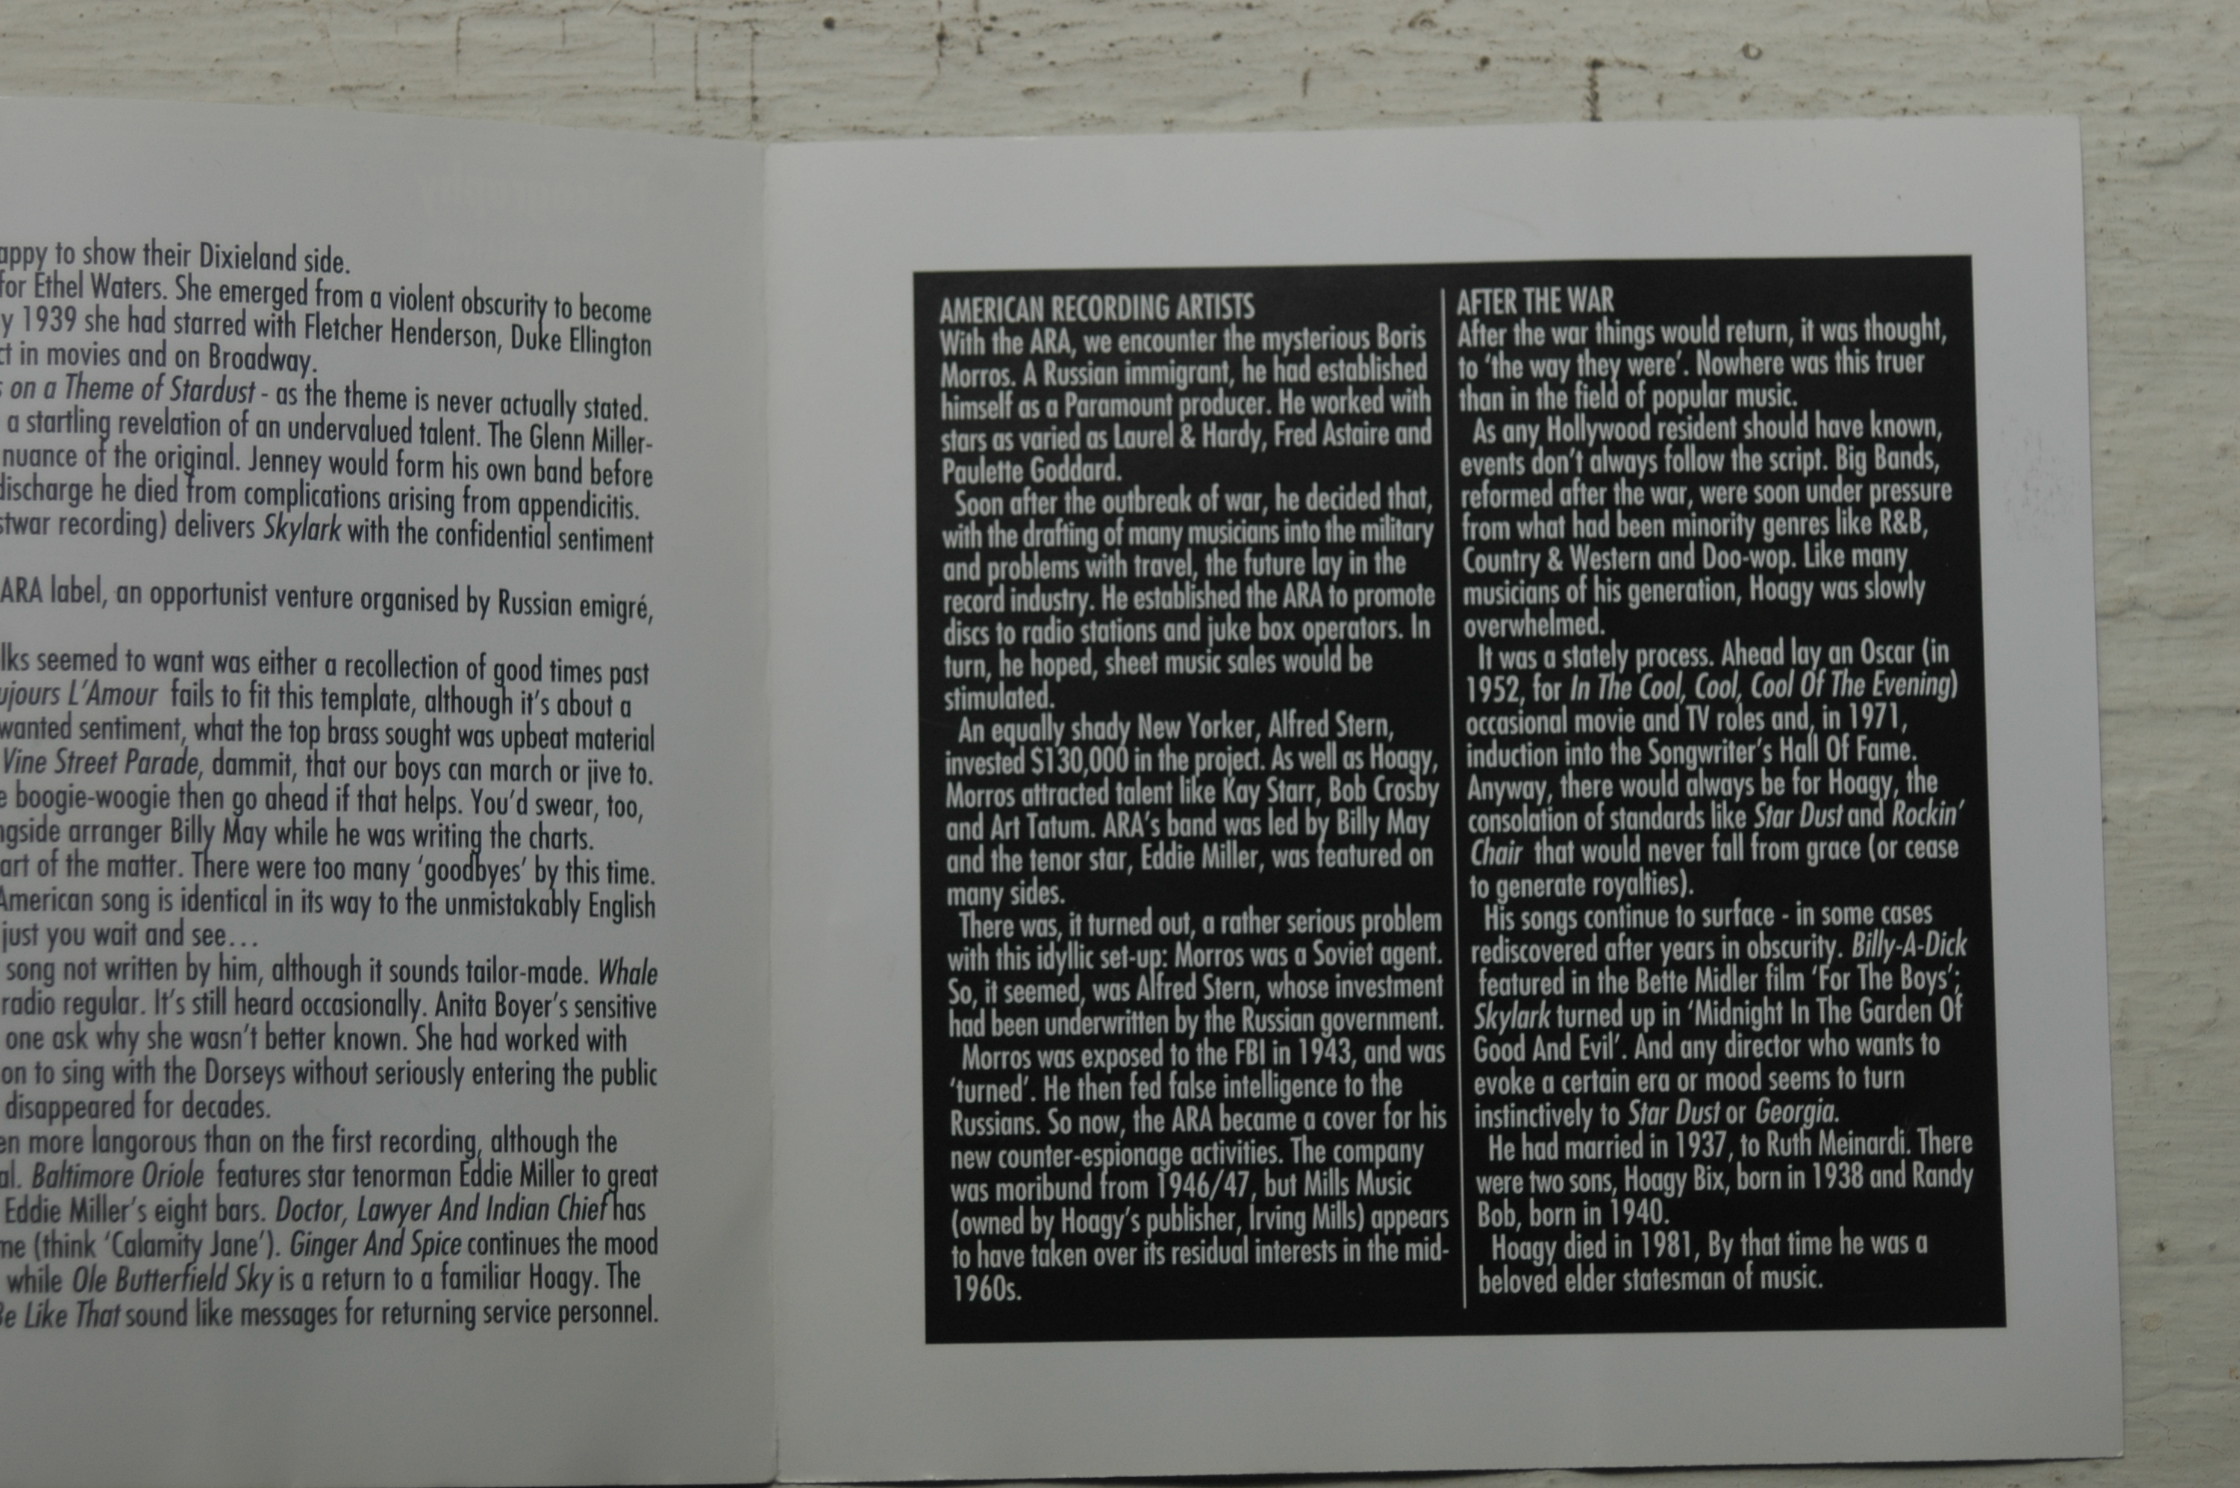 appy to show their Dixieland side.
for Ethel Waters. She emerged from a violent obscurity to become
y 1939 she had starred with Fletcher Henderson, Duke Ellington
ct in movies and on Broadway.
s on a Theme of Stardust - as the theme is never actually stated.
a startling revelation of an undervalued talent. The Glenn Miller-
nuance of the original. Jenney would form his own band before
discharge he died from complications arising from appendicitis.
stwar recording) delivers Skylark with the confidential sentiment
ARA label, an opportunist venture organised by Russian emigré,
lks seemed to want was either a recollection of good times past
ujours L'Amour fails to fit this template, although it's about a
wanted sentiment, what the top brass sought was upbeat material
Vine Street Parade, dammit, that our boys can march or jive to.
e boogie-woogie then go ahead if that helps. You'd swear, too,
ngside arranger Billy May while he was writing the charts.
art of the matter. There were too many 'goodbyes' by this time.
American song is identical in its way to the unmistakably English
just you wait and see...
song not written by him, although it sounds tailor-made. Whale
radio regular. It's still heard occasionally. Anita Boyer's sensitive
one ask why she wasn't better known. She had worked with
on to sing with the Dorseys without seriously entering the public
disappeared for decades.
en more langorous than on the first recording, although the
al. Baltimore Oriole features star tenorman Eddie Miller to great
Eddie Miller's eight bars. Doctor, Lawyer And Indian Chief has
me (think 'Calamity Jane'). Ginger And Spice continues the mood
while Ole Butterfield Sky is a return to a familiar Hoagy. The
Be Like That sound like messages for returning service personnel.
AMERICAN RECORDING ARTISTS
With the ARA, we encounter the mysterious Boris
Morros. A Russian immigrant, he had established
himself as a Paramount producer. He worked with
stars as varied as Laurel & Hardy, Fred Astaire and
Paulette Goddard.
Soon after the outbreak of war, he decided that,
with the drafting of many musicians into the military
and problems with travel, the future lay in the
record industry. He established the ARA to promote
discs to radio stations and juke box operators. In
turn, he hoped, sheet music sales would be
stimulated.
An equally shady New Yorker, Alfred Stern,
invested $130,000 in the project. As well as Hoagy,
Morros attracted talent like Kay Starr, Bob Crosby
and Art Tatum. ARA's band was led by Billy May
and the tenor star, Eddie Miller, was featured on
many sides.
There was, it turned out, a rather serious problem
with this idyllic set-up: Morros was a Soviet agent.
So, it seemed, was Alfred Stern, whose investment
had been underwritten by the Russian government.
Morros was exposed to the FBI in 1943, and was
'turned'. He then fed false intelligence to the
Russians. So now, the ARA became a cover for his
new counter-espionage activities. The company
was moribund from 1946/47, but Mills Music
(owned by Hoagy's publisher, Irving Mills) appears
to have taken over its residual interests in the mid-
1960s.
AFTER THE WAR
After the war things would return, it was thought,
to 'the way they were'. Nowhere was this truer
than in the field of popular music.
As any Hollywood resident should have known,
events don't always follow the script. Big Bands,
reformed after the war, were soon under pressure
from what had been minority genres like R&B,
Country & Western and Doo-wop. Like many
musicians of his generation, Hoagy was slowly
overwhelmed.
It was a stately process. Ahead lay an Oscar (in
1952, for In The Cool, Cool, Cool Of The Evening)
occasional movie and TV roles and, in 1971,
induction into the Songwriter's Hall Of Fame.
Anyway, there would always be for Hoagy, the
consolation of standards like Star Dust and Rockin'
Chair that would never fall from grace (or cease
to generate royalties).
His songs continue to surface - in some cases
rediscovered after years in obscurity. Billy-A-Dick
featured in the Bette Midler film 'For The Boys';
Skylark turned up in 'Midnight In The Garden Of
Good And Evil'. And any director who wants to
evoke a certain era or mood seems to turn
instinctively to Star Dust or Georgia.
He had married in 1937, to Ruth Meinardi. There
were two sons, Hoagy Bix, born in 1938 and Randy
Bob, born in 1940.
Hoagy died in 1981, By that time he was a
beloved elder statesman of music.